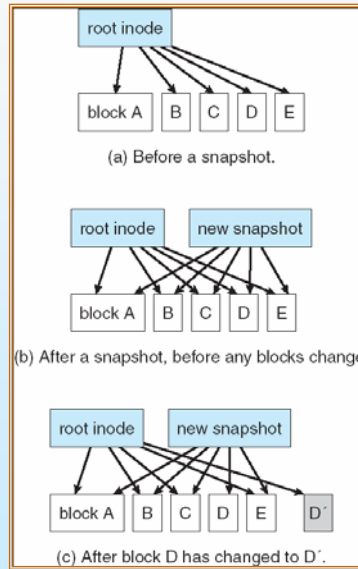 root inode
block A B C D E
(a) Before a snapshot.
root inode new snapshot
block A B C D E
(b) After a snapshot, before any blocks change
root inode new snapshot
block A B C D E D´
(c) After block D has changed to D´.